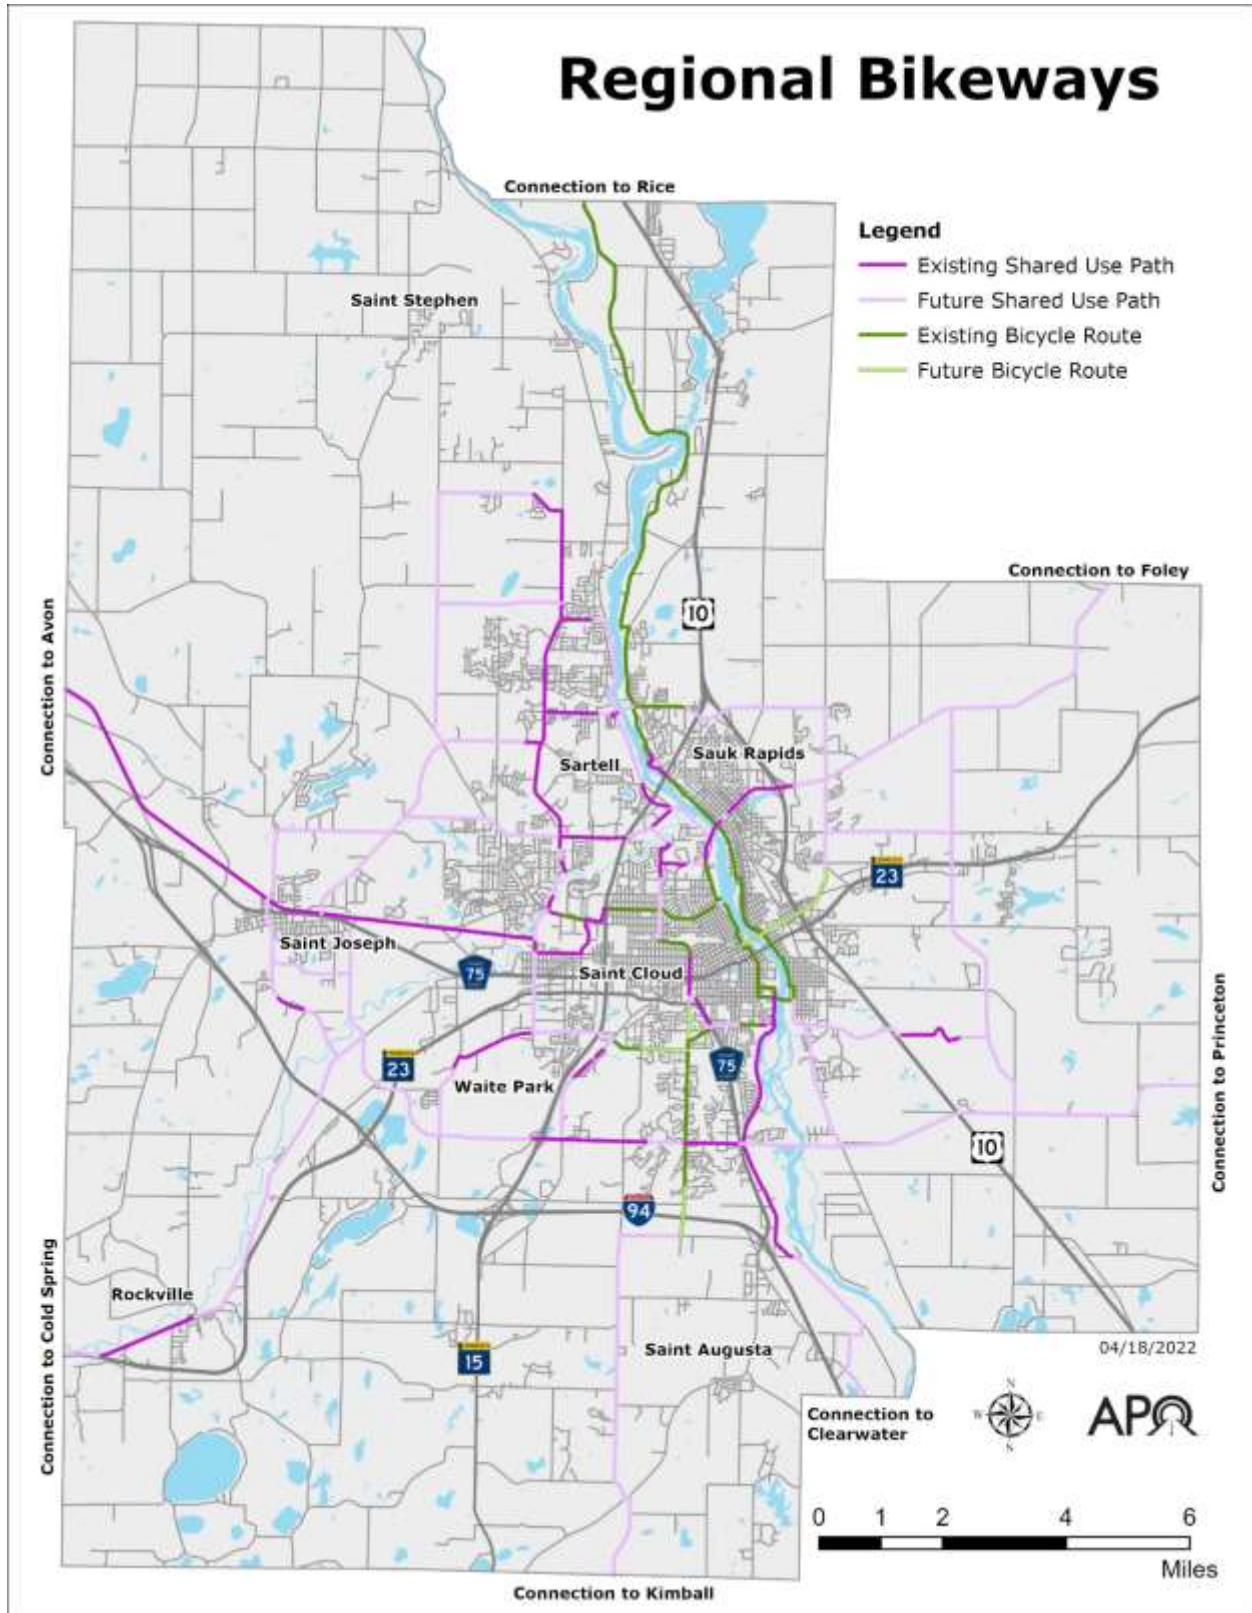 Regional Bikeways
Connection to Rice
Legend
Existing Shared Use Path
Future Shared Use Path
Existing Bicycle Route
Future Bicycle Route
Saint Stephen
Connection to Foley
10
Connection to Avon
Sauk Rapids
Sartell
23
Saint Joseph
75
Saint Cloud
Connection to Princeton
23
75
Waite Park
10
94
Connection to Cold Spring
Rockville
15
Saint Augusta
04/18/2022
Connection to
Clearwater
N
W E
S
APO
0 1 2 4 6
Miles
Connection to Kimball